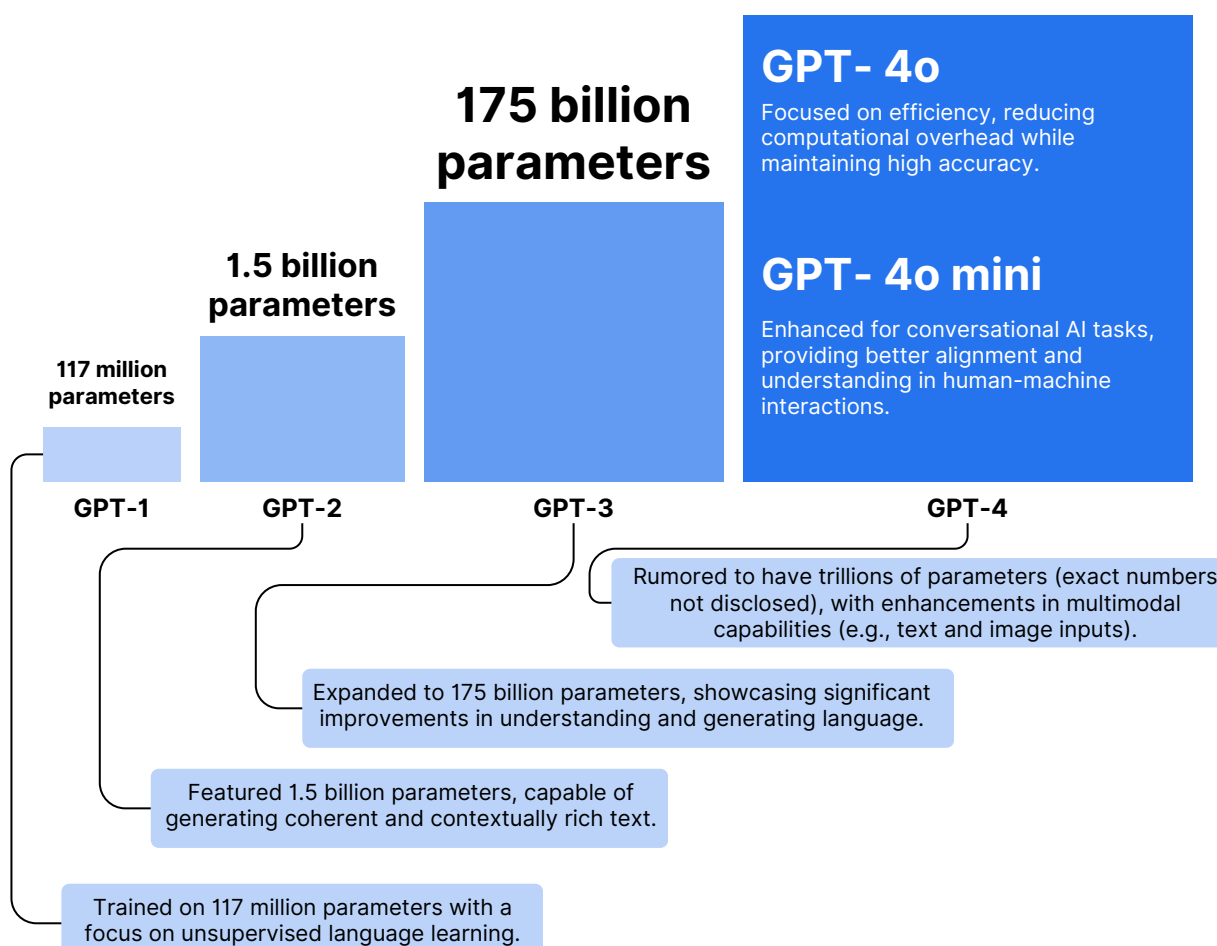 GPT- 4o
Focused on efficiency, reducing
computational overhead while
maintaining high accuracy.
175 billion
parameters
GPT- 4o mini
Enhanced for conversational AI tasks,
providing better alignment and
understanding in human-machine
interactions.
1.5 billion
parameters
117 million
parameters
GPT-1
GPT-2
GPT-3
GPT-4
Rumored to have trillions of parameters (exact numbers
not disclosed), with enhancements in multimodal
capabilities (e.g., text and image inputs).
Expanded to 175 billion parameters, showcasing significant
improvements in understanding and generating language.
Featured 1.5 billion parameters, capable of
generating coherent and contextually rich text.
Trained on 117 million parameters with a
focus on unsupervised language learning.